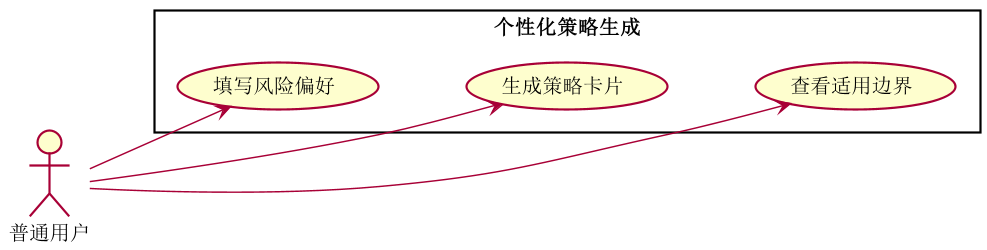 个性化策略生成
填写风险偏好
生成策略卡片
查看适用边界
普通用户